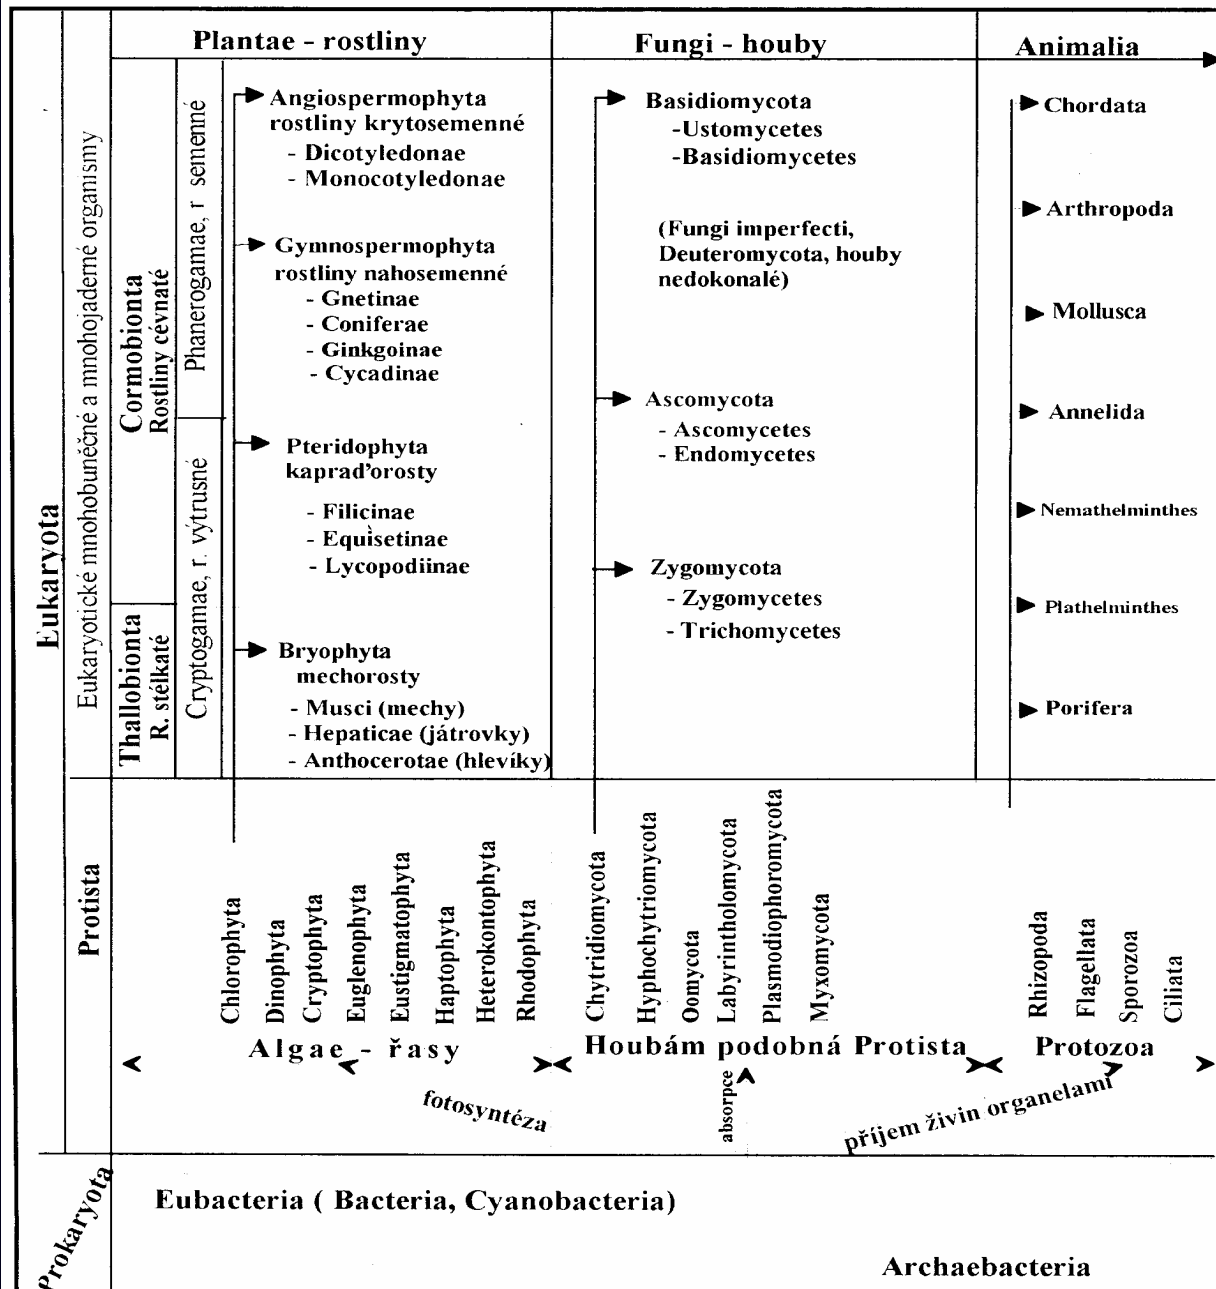 Plantae - rostliny
Fungi - houby
Animalia
Eukaryota
Eukaryotické mnohobuněčné a mnohojaderné organismy
Cormobionta
Rostliny cévnaté
Thallobionta
R. stélkaté
Phanerogamae, r semenné
Cryptogamae, r. výtrusné
Angiospermophyta
rostliny krytosemenné
- Dicotyledonae
- Monocotyledonae
Gymnospermophyta
rostliny nahosemenné
- Gnetinae
- Coniferae
- Ginkgoinae
- Cycadinae
Pteridophyta
kapraďorosty
- Filicinae
- Equisetinae
- Lycopodiinae
Bryophyta
mechorosty
- Musci (mechy)
- Hepaticae (játrovky)
- Anthocerotae (hlevíky)
Basidiomycota
-Ustomycetes
-Basidiomycetes
(Fungi imperfecti,
Deuteromycota, houby
nedokonalé)
Ascomycota
- Ascomycetes
- Endomycetes
Zygomycota
- Zygomycetes
- Trichomycetes
Chordata
Arthropoda
Mollusca
Annelida
Nemathelminthes
Plathelminthes
Porifera
Protista
Chlorophyta
Dinophyta
Cryptophyta
Euglenophyta
Eustigmatophyta
Haptophyta
Heterokontophyta
Rhodophyta
Chytridiomycota
Hyphochytriomycota
Oomycota
Labyrintholomycota
Plasmodiophoromycota
Myxomycota
Rhizopoda
Flagellata
Sporozoa
Ciliata
Algae - řasy
Houbám podobná Protista
Protozoa
fotosyntéza
absorpce
příjem živin organelami
Prokaryota
Eubacteria ( Bacteria, Cyanobacteria)
Archaebacteria